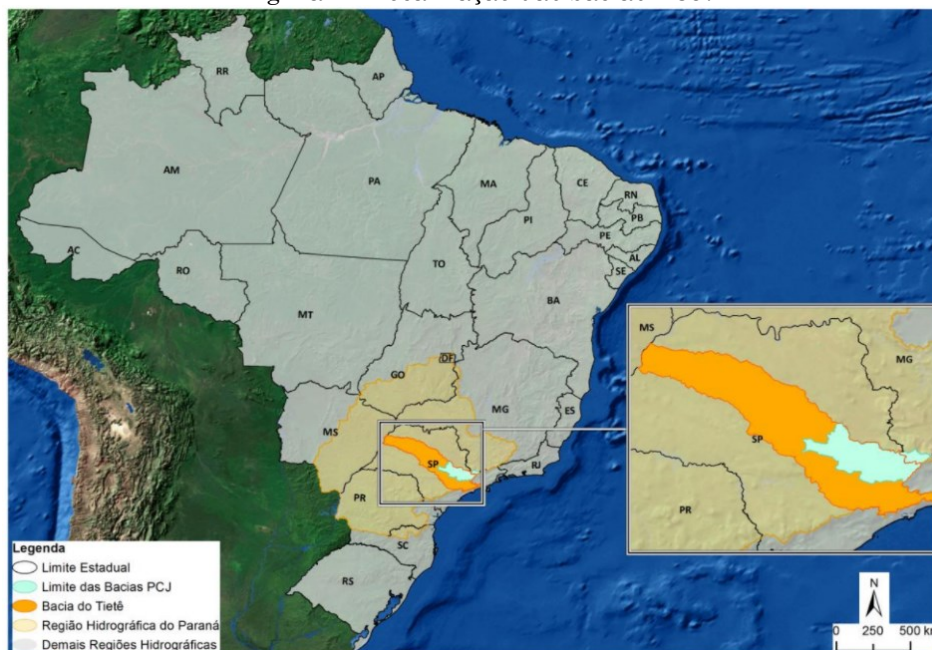 RR
AP
AM
PA
MA
CE
RN
PB
PE
PI
AL
SE
AC
RO
TO
BA
MT
DF
GO
MG
ES
MS
SP
RJ
PR
SC
RS
MS
MG
SP
PR
Legenda
Limite Estadual
Limite das Bacias PCJ
Bacia do Tietê
Região Hidrográfica do Paraná
Demais Regiões Hidrográficas
N
0 250 500 km